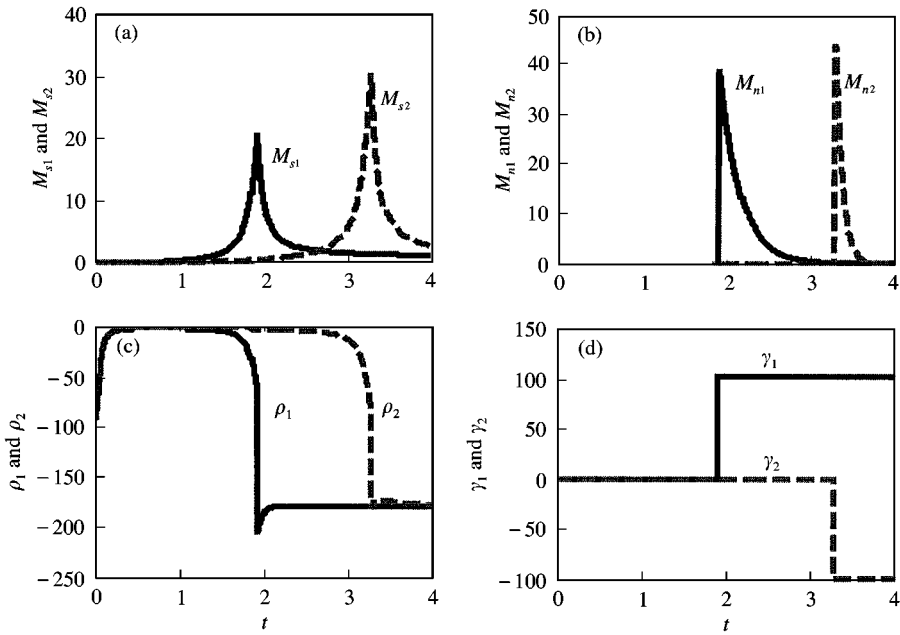 (a)
M_{s1} and M_{s2}
40
30
20
10
0
M_{s1}
M_{s2}
0 1 2 3 4
(b)
M_{n1} and M_{n2}
50
40
30
20
10
0
M_{n1}
M_{n2}
0 1 2 3 4
(c)
ρ_1 and ρ_2
0
−50
−100
−150
−200
−250
ρ_1
ρ_2
0 1 2 3 4
t
(d)
γ_1 and γ_2
150
100
50
0
−50
−100
γ_1
γ_2
0 1 2 3 4
t